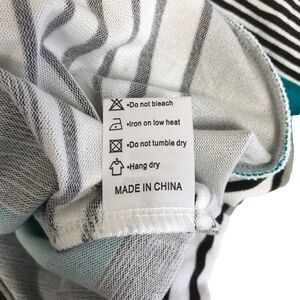 •Do not bleach
•Iron on low heat
•Do not tumble dry
•Hang dry
MADE IN CHINA